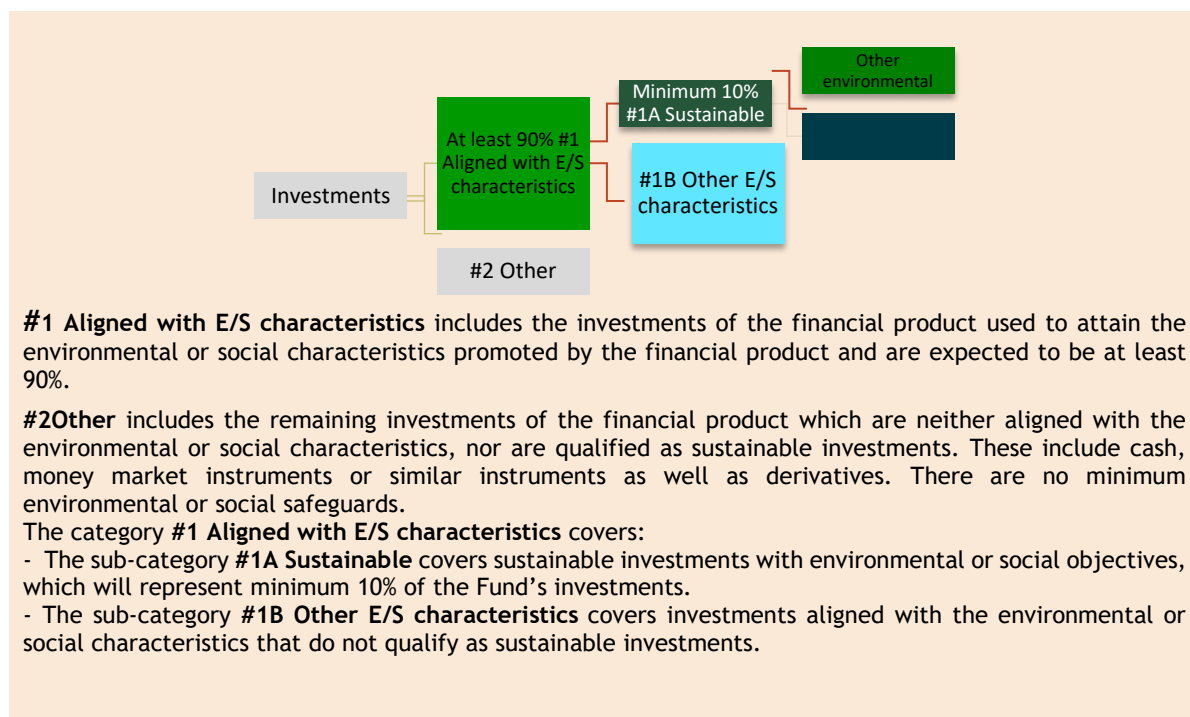 Other
environmental
Minimum 10%
#1A Sustainable
At least 90% #1
Aligned with E/S
characteristics
#1B Other E/S
characteristics
Investments
#2 Other
#1 Aligned with E/S characteristics includes the investments of the financial product used to attain the
environmental or social characteristics promoted by the financial product and are expected to be at least
90%.
#2Other includes the remaining investments of the financial product which are neither aligned with the
environmental or social characteristics, nor are qualified as sustainable investments. These include cash,
money market instruments or similar instruments as well as derivatives. There are no minimum
environmental or social safeguards.
The category #1 Aligned with E/S characteristics covers:
- The sub-category #1A Sustainable covers sustainable investments with environmental or social objectives,
which will represent minimum 10% of the Fund’s investments.
- The sub-category #1B Other E/S characteristics covers investments aligned with the environmental or
social characteristics that do not qualify as sustainable investments.